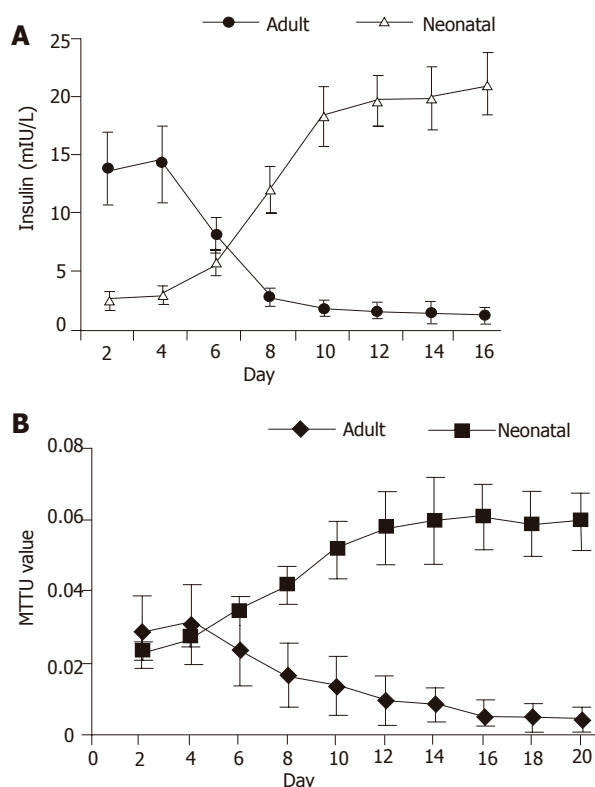 A
Adult Neonatal
25
20
15
10
5
0
Insulin (mIU/L)
2 4 6 8 10 12 14 16
Day
B
Adult Neonatal
0.08
0.06
0.04
0.02
0
MTTU value
0 2 4 6 8 10 12 14 16 18 20
Day